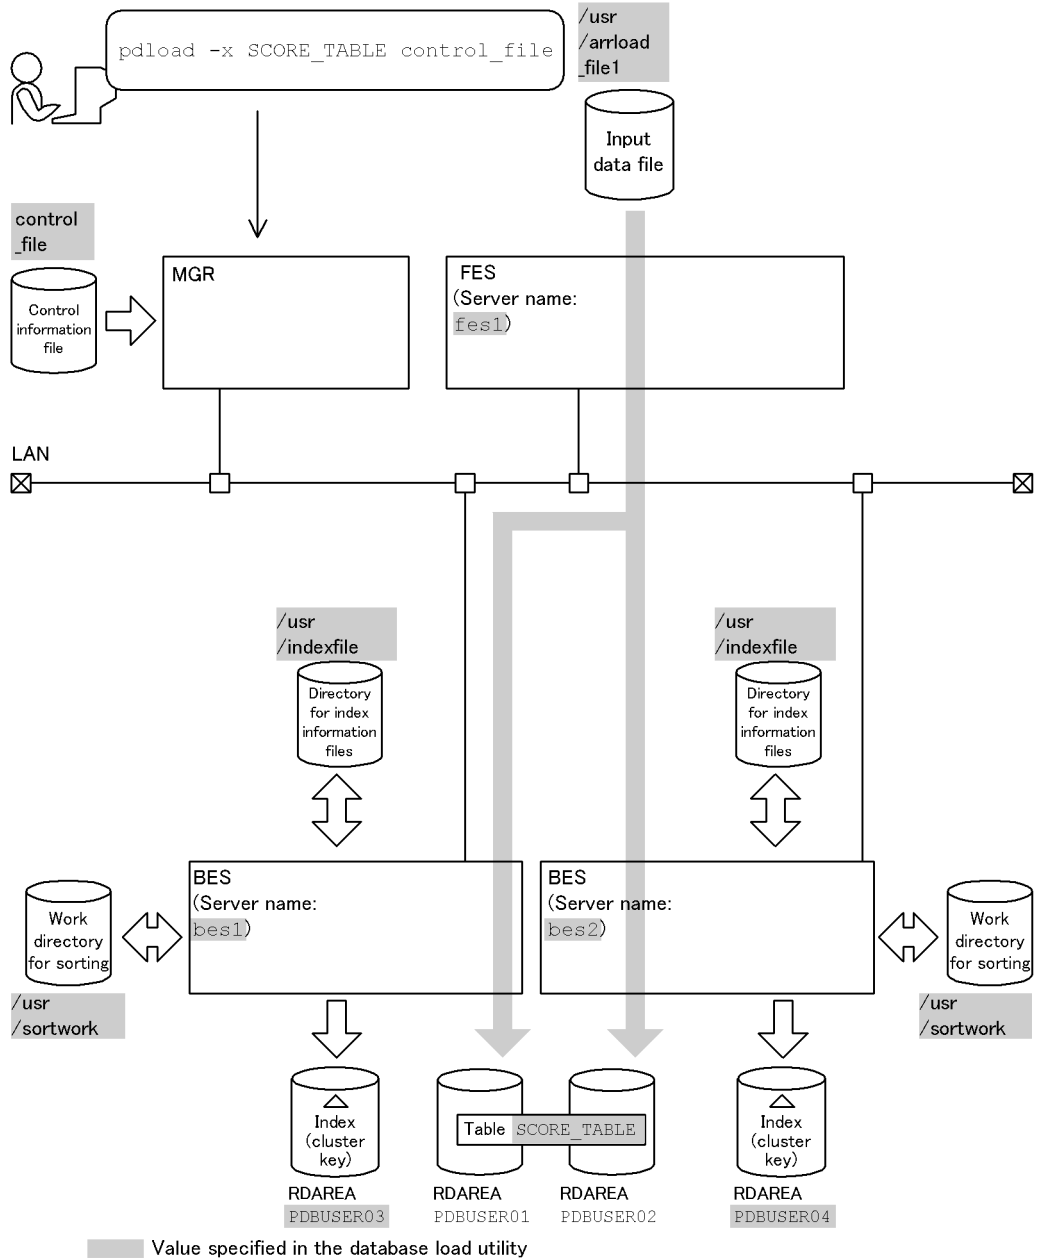 pdload -x SCORE_TABLE control_file
/usr
/arrload
_file1
Input
data file
control
_file
Control
information
file
MGR
FES
(Server name:
fes1)
LAN
/usr
/indexfile
Directory
for index
information
files
/usr
/indexfile
Directory
for index
information
files
BES
(Server name:
bes1)
BES
(Server name:
bes2)
Work
directory
for sorting
/usr
/sortwork
Work
directory
for sorting
/usr
/sortwork
Index
(cluster
key)
Table SCORE_TABLE
Index
(cluster
key)
RDAREA
PDBUSER03
RDAREA
PDBUSER01
RDAREA
PDBUSER02
RDAREA
PDBUSER04
Value specified in the database load utility